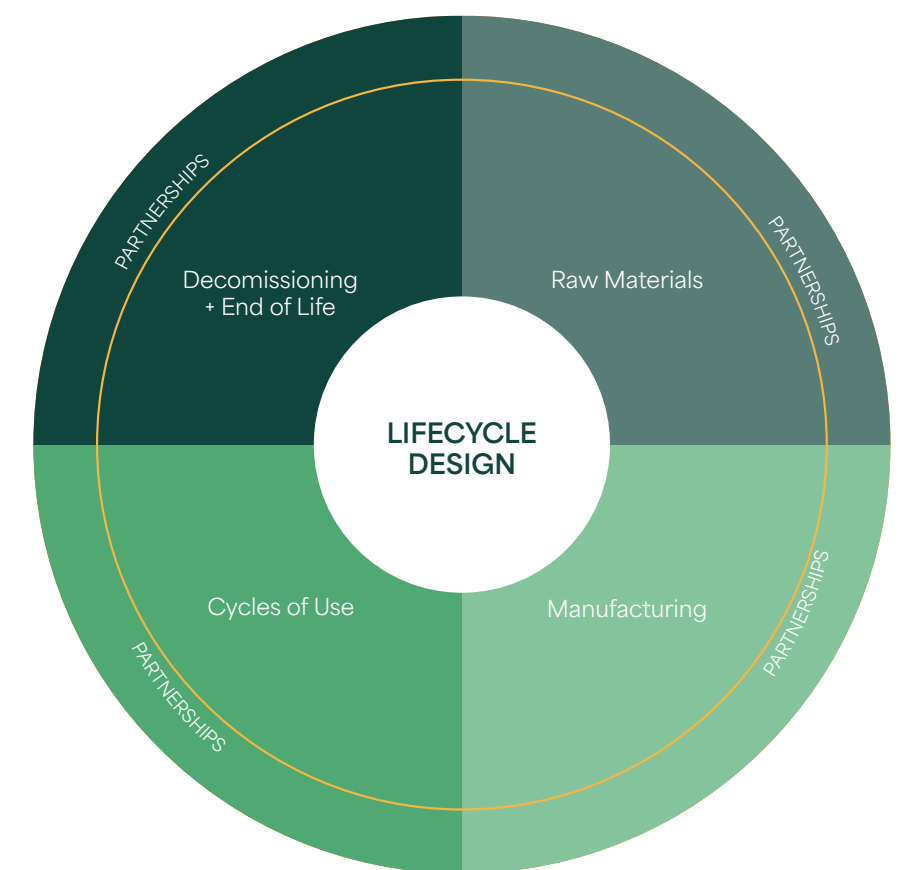 PARTNERSHIPS
PARTNERSHIPS
Decomissioning
+ End of Life
Raw Materials
LIFECYCLE
DESIGN
Cycles of Use
Manufacturing
PARTNERSHIPS
PARTNERSHIPS